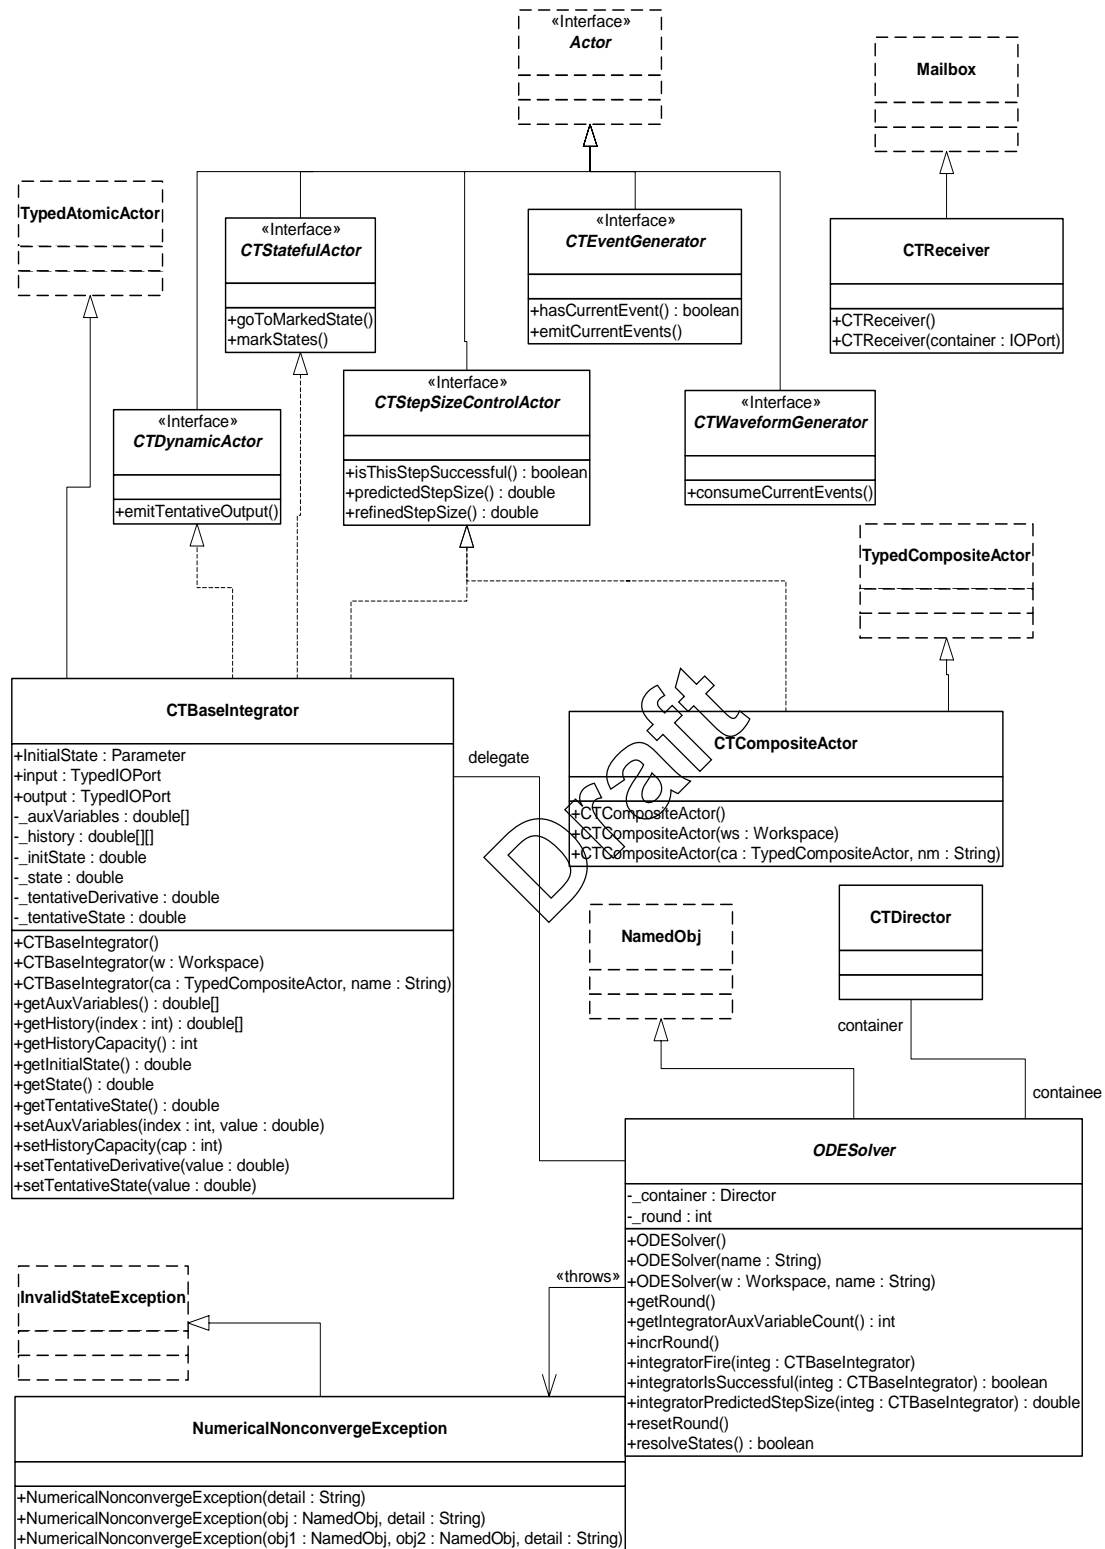 «Interface»
Actor
Mailbox
TypedAtomicActor
«Interface»
CTStatefulActor
+goToMarkedState()
+markStates()
«Interface»
CTEventGenerator
+hasCurrentEvent() : boolean
+emitCurrentEvents()
CTReceiver
+CTReceiver()
+CTReceiver(container : IOPort)
«Interface»
CTDynamicActor
+emitTentativeOutput()
«Interface»
CTStepSizeControlActor
+isThisStepSuccessful() : boolean
+predictedStepSize() : double
+refinedStepSize() : double
«Interface»
CTWaveformGenerator
+consumeCurrentEvents()
TypedCompositeActor
CTBaseIntegrator
+InitialState : Parameter
+input : TypedIOPort
+output : TypedIOPort
-_auxVariables : double[]
-_history : double[][]
-_initState : double
-_state : double
-_tentativeDerivative : double
-_tentativeState : double
+CTBaseIntegrator()
+CTBaseIntegrator(w : Workspace)
+CTBaseIntegrator(ca : TypedCompositeActor, name : String)
+getAuxVariables() : double[]
+getHistory(index : int) : double[]
+getHistoryCapacity() : int
+getInitialState() : double
+getState() : double
+getTentativeState() : double
+setAuxVariables(index : int, value : double)
+setHistoryCapacity(cap : int)
+setTentativeDerivative(value : double)
+setTentativeState(value : double)
delegate
Draft
CTCompositeActor
+CTCompositeActor()
+CTCompositeActor(ws : Workspace)
+CTCompositeActor(ca : TypedCompositeActor, nm : String)
NamedObj
CTDirector
container
containee
ODESolver
-_container : Director
-_round : int
+ODESolver()
+ODESolver(name : String)
+ODESolver(w : Workspace, name : String)
+getRound()
+getIntegratorAuxVariableCount() : int
+incrRound()
+integratorFire(integ : CTBaseIntegrator)
+integratorIsSuccessful(integ : CTBaseIntegrator) : boolean
+integratorPredictedStepSize(integ : CTBaseIntegrator) : double
+resetRound()
+resolveStates() : boolean
«throws»
InvalidStateException
NumericalNonconvergeException
+NumericalNonconvergeException(detail : String)
+NumericalNonconvergeException(obj : NamedObj, detail : String)
+NumericalNonconvergeException(obj1 : NamedObj, obj2 : NamedObj, detail : String)